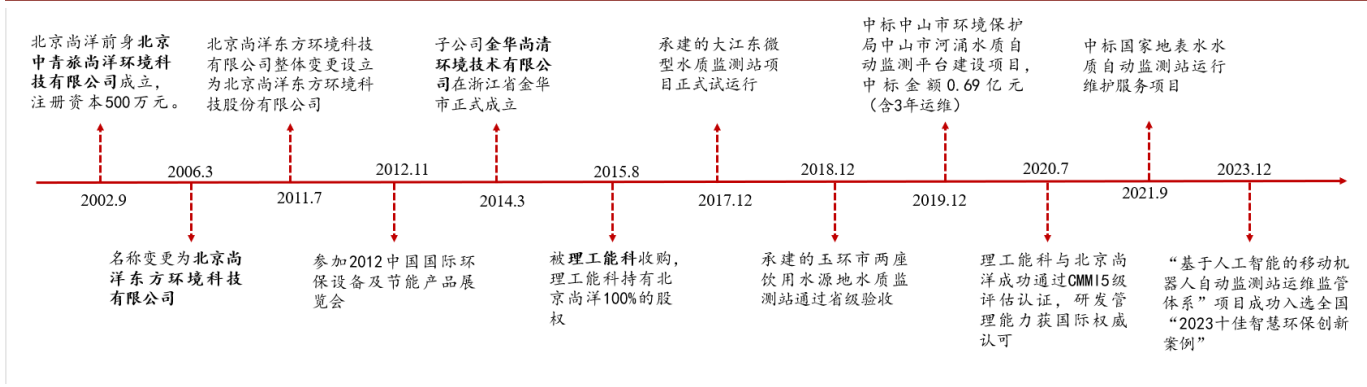 北京尚洋前身北京
中青旅尚洋环境科
技有限公司成立，
注册资本500万元。
北京尚洋东方环境科技
有限公司整体变更设立
为北京尚洋东方环境科
技股份有限公司
子公司金华尚清
环境技术有限公
司在浙江省金华
市正式成立
承建的大江东微
型水质监测站项
目正式试运行
中标中山市环境保护
局中山市河涌水质自
动监测平台建设项目，
中标金额0.69亿元
（含3年运维）
中标国家地表水水
质自动监测站运行
维护服务项目
2006.3
2012.11
2015.8
2018.12
2020.7
2023.12
2002.9
2011.7
2014.3
2017.12
2019.12
2021.9
名称变更为北京尚
洋东方环境科技
有限公司
参加2012中国国际环
保设备及节能产品展
览会
被理工能科收购，
理工能科持有北
京尚洋100%的股
权
承建的玉环市两座
饮用水源地水质监
测站通过省级验收
理工能科与北京尚
洋成功通过CMMI5级
评估认证，研发管
理能力获国际权威
认可
“基于人工智能的移动机
器人自动监测站运维监管
体系”项目成功入选全国
“2023十佳智慧环保创新
案例”